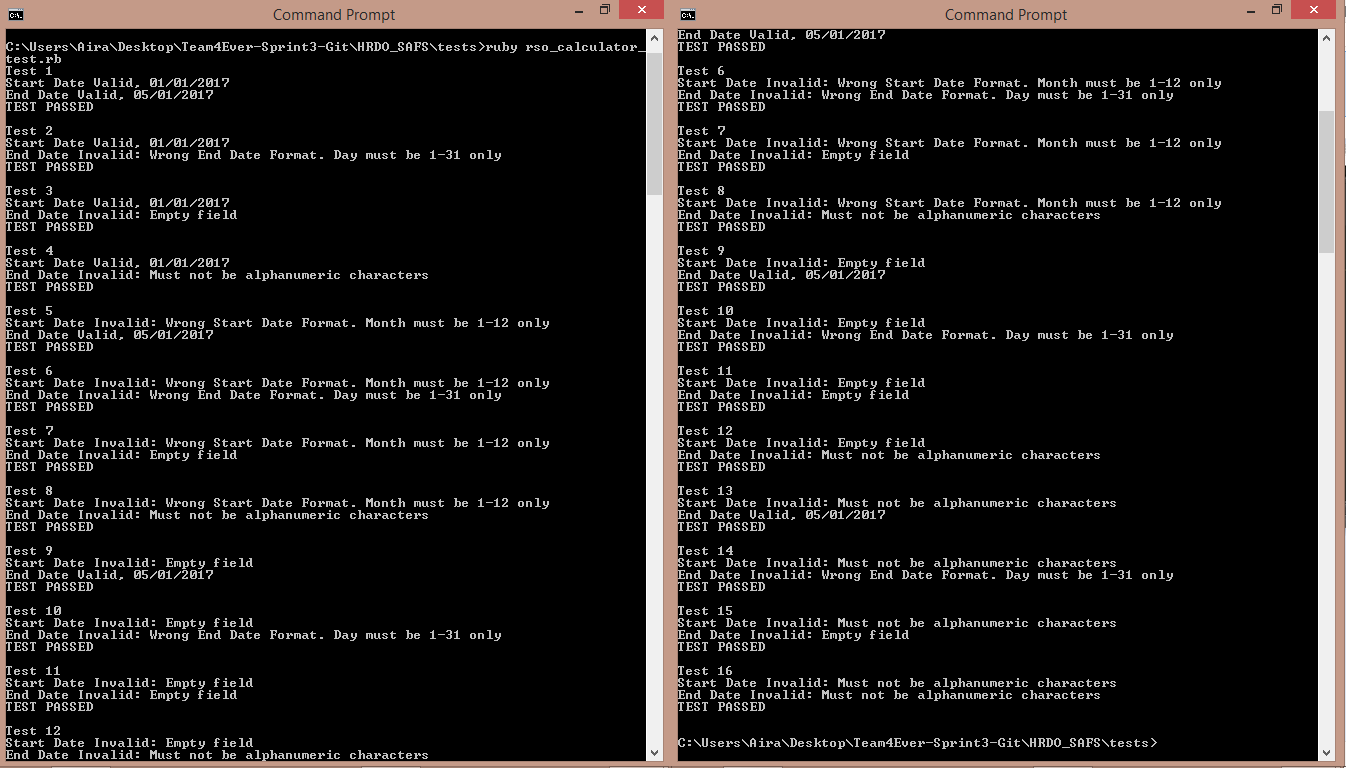 Command Prompt
C:\Users\Aira\Desktop\Team4Ever-Sprint3-Git\HRDO_SAFS\tests>ruby rso_calculator_
test.rb
Test 1
Start Date Valid, 01/01/2017
End Date Valid, 05/01/2017
TEST PASSED
Test 2
Start Date Valid, 01/01/2017
End Date Invalid: Wrong End Date Format. Day must be 1-31 only
TEST PASSED
Test 3
Start Date Valid, 01/01/2017
End Date Invalid: Empty field
TEST PASSED
Test 4
Start Date Valid, 01/01/2017
End Date Invalid: Must not be alphanumeric characters
TEST PASSED
Test 5
Start Date Invalid: Wrong Start Date Format. Month must be 1-12 only
End Date Valid, 05/01/2017
TEST PASSED
Test 6
Start Date Invalid: Wrong Start Date Format. Month must be 1-12 only
End Date Invalid: Wrong End Date Format. Day must be 1-31 only
TEST PASSED
Test 7
Start Date Invalid: Wrong Start Date Format. Month must be 1-12 only
End Date Invalid: Empty field
TEST PASSED
Test 8
Start Date Invalid: Wrong Start Date Format. Month must be 1-12 only
End Date Invalid: Must not be alphanumeric characters
TEST PASSED
Test 9
Start Date Invalid: Empty field
End Date Valid, 05/01/2017
TEST PASSED
Test 10
Start Date Invalid: Empty field
End Date Invalid: Wrong End Date Format. Day must be 1-31 only
TEST PASSED
Test 11
Start Date Invalid: Empty field
End Date Invalid: Empty field
TEST PASSED
Test 12
Start Date Invalid: Empty field
End Date Invalid: Must not be alphanumeric characters
Command Prompt
End Date Valid, 05/01/2017
TEST PASSED
Test 6
Start Date Invalid: Wrong Start Date Format. Month must be 1-12 only
End Date Invalid: Wrong End Date Format. Day must be 1-31 only
TEST PASSED
Test 7
Start Date Invalid: Wrong Start Date Format. Month must be 1-12 only
End Date Invalid: Empty field
TEST PASSED
Test 8
Start Date Invalid: Wrong Start Date Format. Month must be 1-12 only
End Date Invalid: Must not be alphanumeric characters
TEST PASSED
Test 9
Start Date Invalid: Empty field
End Date Valid, 05/01/2017
TEST PASSED
Test 10
Start Date Invalid: Empty field
End Date Invalid: Wrong End Date Format. Day must be 1-31 only
TEST PASSED
Test 11
Start Date Invalid: Empty field
End Date Invalid: Empty field
TEST PASSED
Test 12
Start Date Invalid: Empty field
End Date Invalid: Must not be alphanumeric characters
TEST PASSED
Test 13
Start Date Invalid: Must not be alphanumeric characters
End Date Valid, 05/01/2017
TEST PASSED
Test 14
Start Date Invalid: Must not be alphanumeric characters
End Date Invalid: Wrong End Date Format. Day must be 1-31 only
TEST PASSED
Test 15
Start Date Invalid: Must not be alphanumeric characters
End Date Invalid: Empty field
TEST PASSED
Test 16
Start Date Invalid: Must not be alphanumeric characters
End Date Invalid: Must not be alphanumeric characters
TEST PASSED
C:\Users\Aira\Desktop\Team4Ever-Sprint3-Git\HRDO_SAFS\tests>